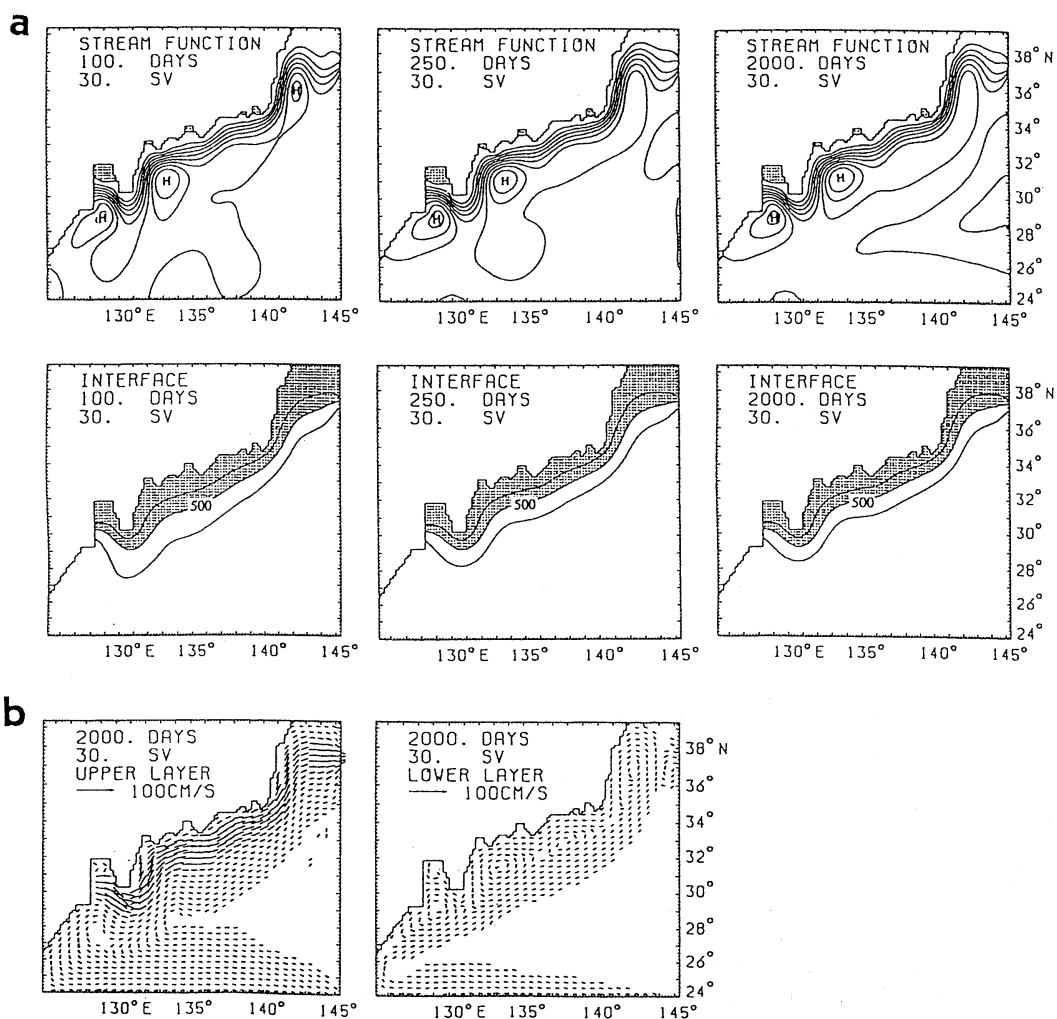 a
STREAM FUNCTION
100. DAYS
30. SV
H
H
H
STREAM FUNCTION
250. DAYS
30. SV
H
H
STREAM FUNCTION
2000. DAYS
30. SV
H
H
38° N
36°
34°
32°
30°
28°
26°
24°
130°E 135° 140° 145°
130°E 135° 140° 145°
130°E 135° 140° 145°
INTERFACE
100. DAYS
30. SV
500
INTERFACE
250. DAYS
30. SV
500
INTERFACE
2000. DAYS
30. SV
500
38° N
36°
34°
32°
30°
28°
26°
24°
130°E 135° 140° 145°
130°E 135° 140° 145°
130°E 135° 140° 145°
b
2000. DAYS
30. SV
UPPER LAYER
100CM/S
2000. DAYS
30. SV
LOWER LAYER
100CM/S
38° N
36°
34°
32°
30°
28°
26°
24°
130°E 135° 140° 145°
130°E 135° 140° 145°